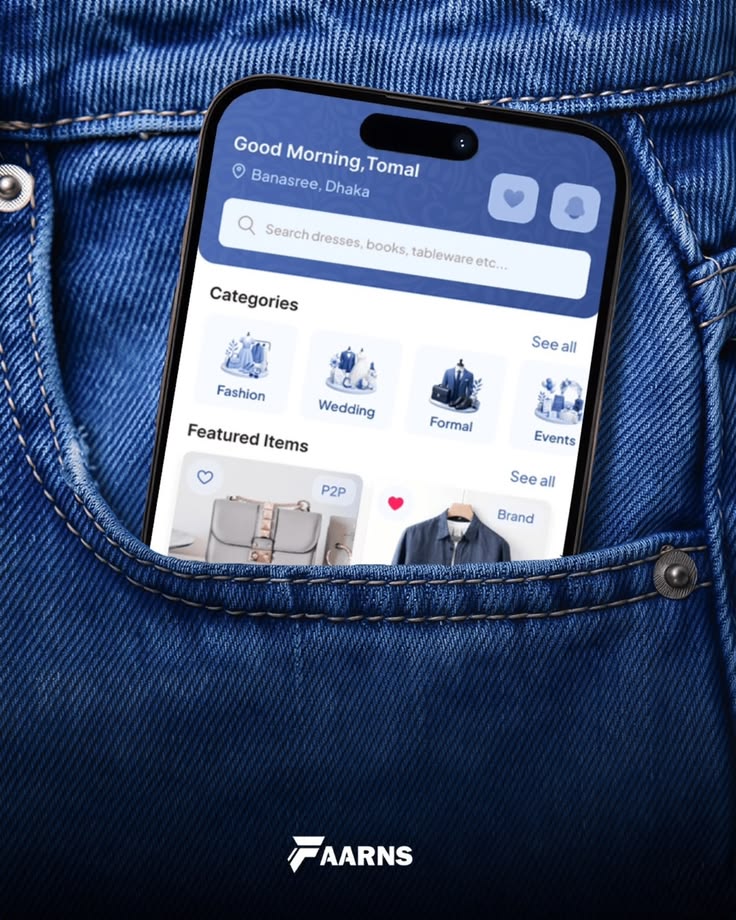 Good Morning,Tomal
Banasree, Dhaka
Search dresses, books, tableware etc...
Categories
See all
Fashion
Wedding
Formal
Events
Featured Items
See all
P2P
Brand
FAARNS